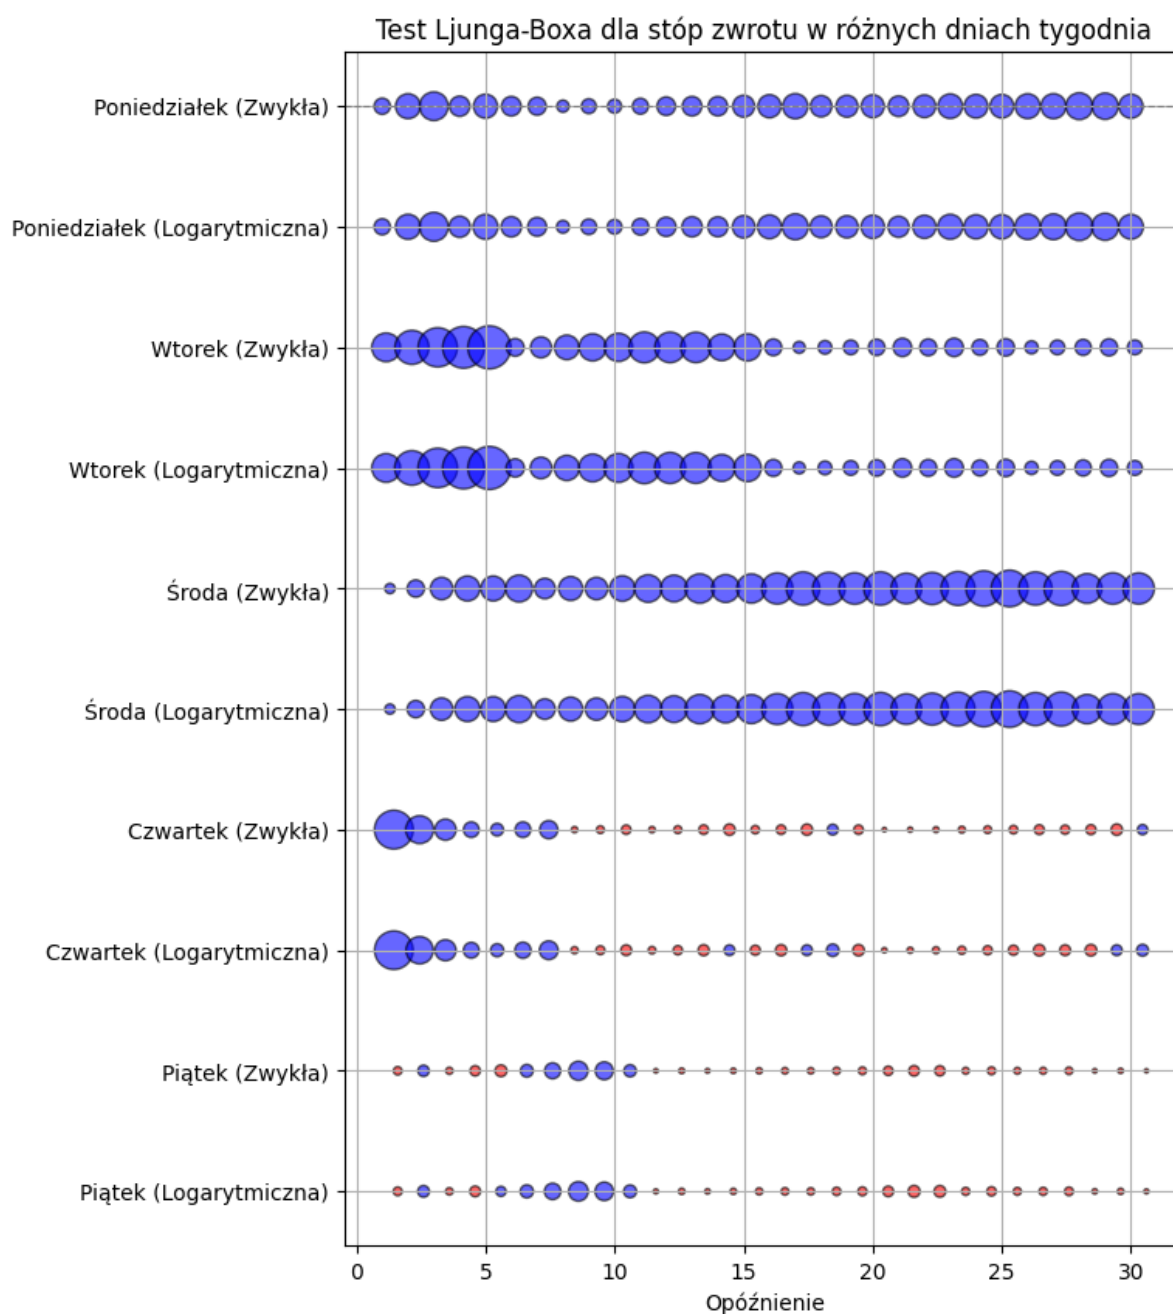 Test Ljunga-Boxa dla stóp zwrotu w różnych dniach tygodnia
Poniedziałek (Zwykła)
Poniedziałek (Logarytmiczna)
Wtorek (Zwykła)
Wtorek (Logarytmiczna)
Środa (Zwykła)
Środa (Logarytmiczna)
Czwartek (Zwykła)
Czwartek (Logarytmiczna)
Piątek (Zwykła)
Piątek (Logarytmiczna)
0 5 10 15 20 25 30
Opóźnienie